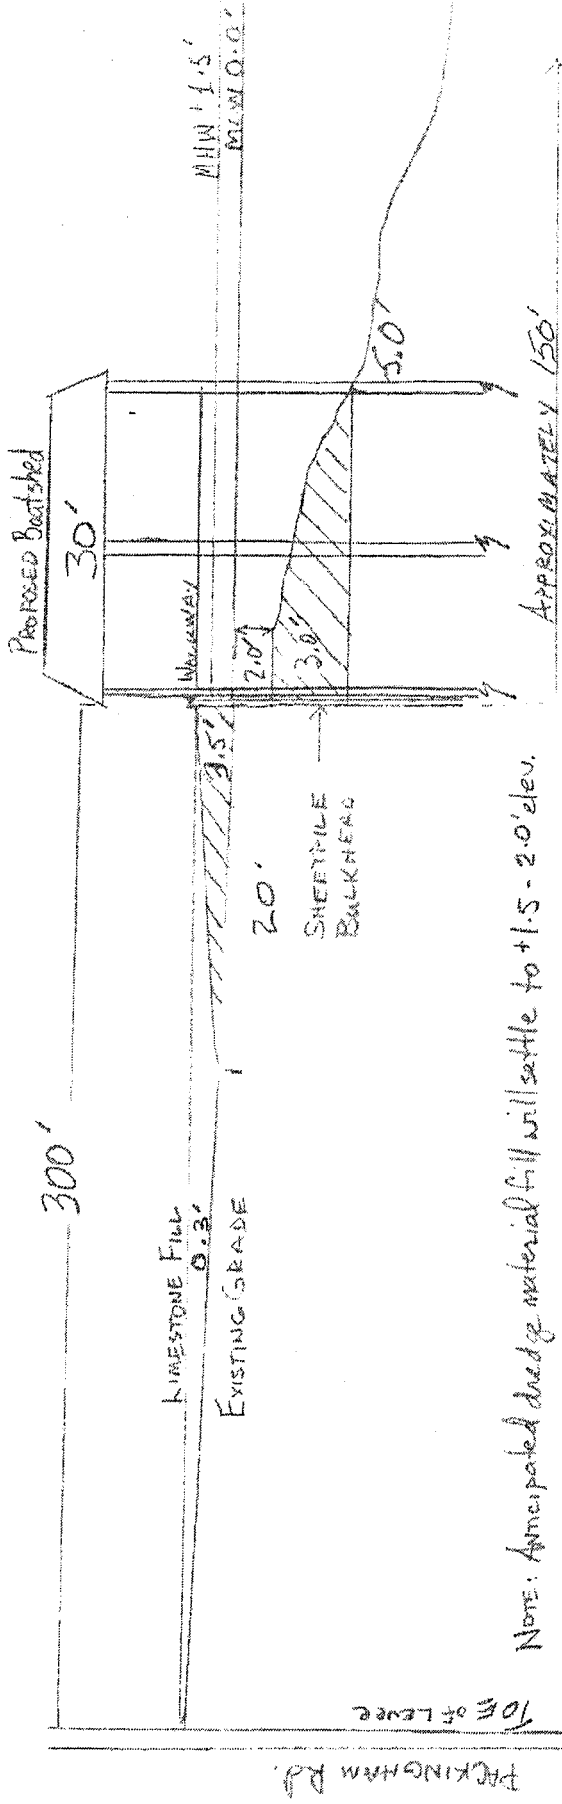 PROPOSED Boatshed
30'
MHW 1.5'
MLW 0.0'
300'
WALKWAY
2.0'
3.0'
5.0'
1.5'
20'
SHEETPILE
BULKHEAD
LIMESTONE FILL
0.3'
EXISTING GRADE
APPROXIMATELY 150'
NOTE: Anticipated dredge material fill will settle to +1.5 - 2.0' elev.
TOE OF LEVEE
PACKINGHAM Rd.